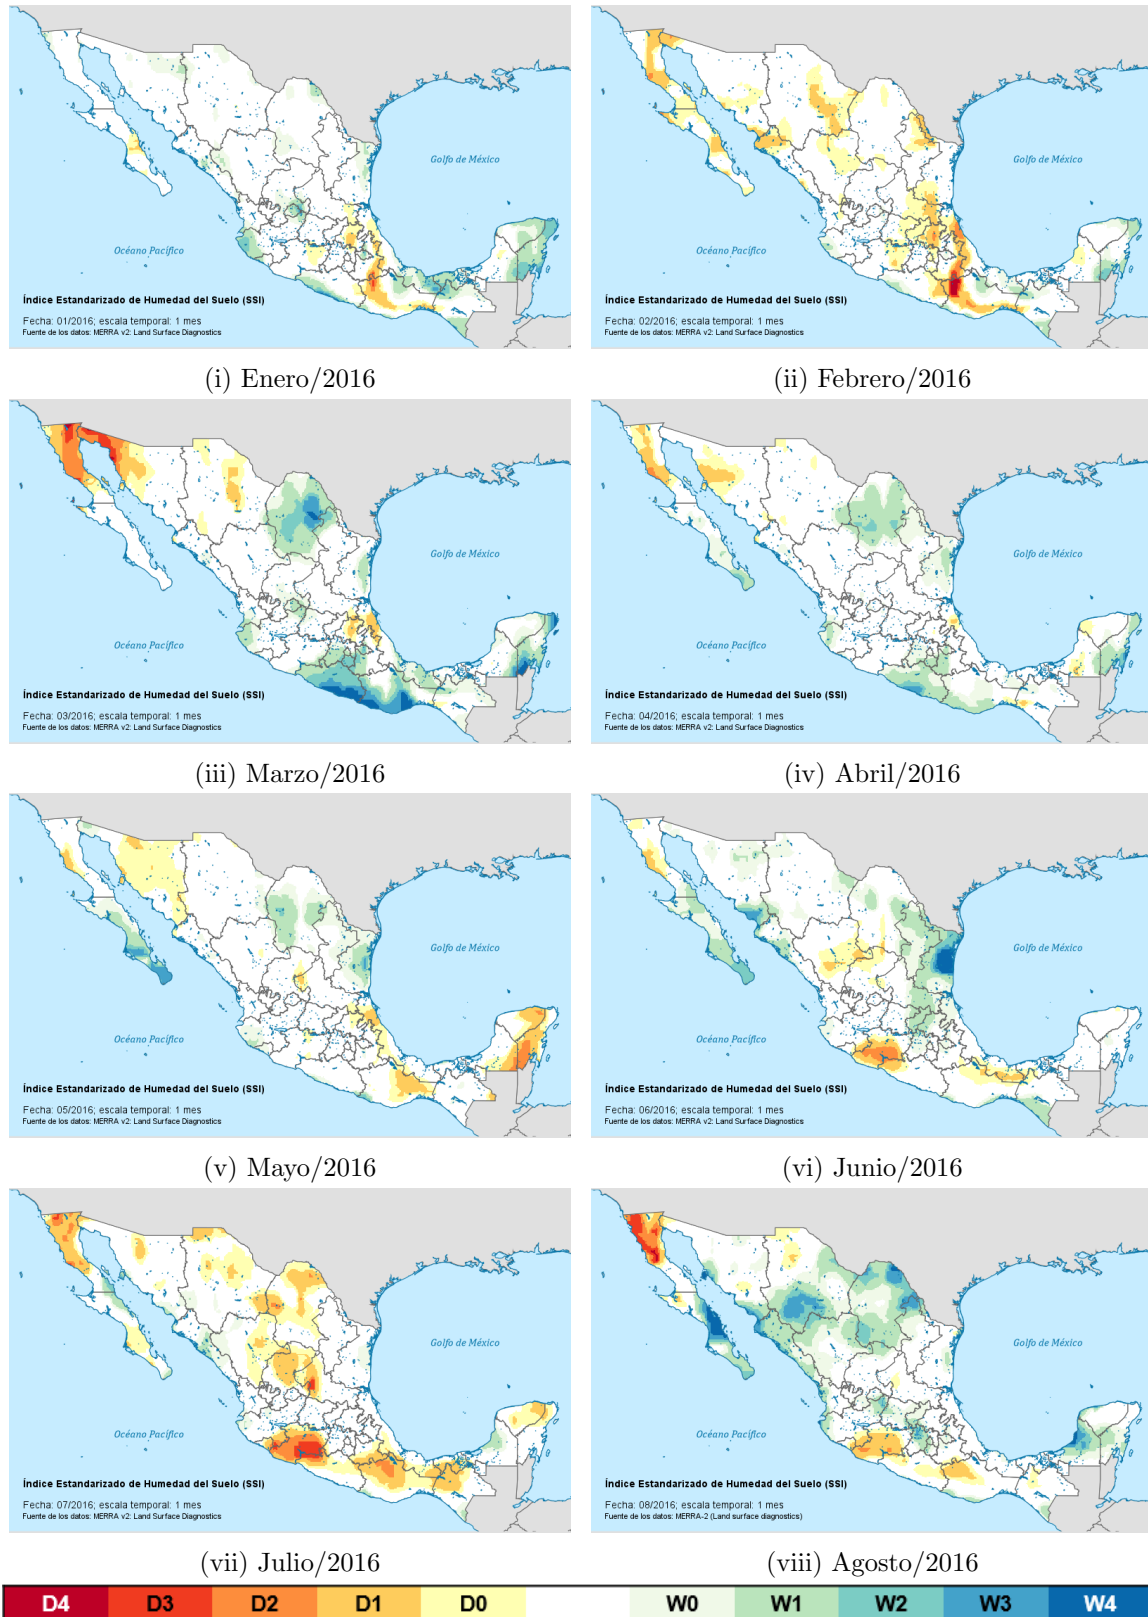 Golfo de México
Océano Pacífico
Índice Estandarizado de Humedad del Suelo (SSI)
Fecha: 01/2016; escala temporal: 1 mes
Fuente de los datos: MERRA v2: Land Surface Diagnostics
(i) Enero/2016
Golfo de México
Océano Pacífico
Índice Estandarizado de Humedad del Suelo (SSI)
Fecha: 02/2016; escala temporal: 1 mes
Fuente de los datos: MERRA v2: Land Surface Diagnostics
(ii) Febrero/2016
Golfo de México
Océano Pacífico
Índice Estandarizado de Humedad del Suelo (SSI)
Fecha: 03/2016; escala temporal: 1 mes
Fuente de los datos: MERRA v2: Land Surface Diagnostics
(iii) Marzo/2016
Golfo de México
Océano Pacífico
Índice Estandarizado de Humedad del Suelo (SSI)
Fecha: 04/2016; escala temporal: 1 mes
Fuente de los datos: MERRA v2: Land Surface Diagnostics
(iv) Abril/2016
Golfo de México
Océano Pacífico
Índice Estandarizado de Humedad del Suelo (SSI)
Fecha: 05/2016; escala temporal: 1 mes
Fuente de los datos: MERRA v2: Land Surface Diagnostics
(v) Mayo/2016
Golfo de México
Océano Pacífico
Índice Estandarizado de Humedad del Suelo (SSI)
Fecha: 06/2016; escala temporal: 1 mes
Fuente de los datos: MERRA v2: Land Surface Diagnostics
(vi) Junio/2016
Golfo de México
Océano Pacífico
Índice Estandarizado de Humedad del Suelo (SSI)
Fecha: 07/2016; escala temporal: 1 mes
Fuente de los datos: MERRA v2: Land Surface Diagnostics
(vii) Julio/2016
Golfo de México
Océano Pacífico
Índice Estandarizado de Humedad del Suelo (SSI)
Fecha: 08/2016; escala temporal: 1 mes
Fuente de los datos: MERRA-2 (Land surface diagnostics)
(viii) Agosto/2016
D4 D3 D2 D1 D0 W0 W1 W2 W3 W4